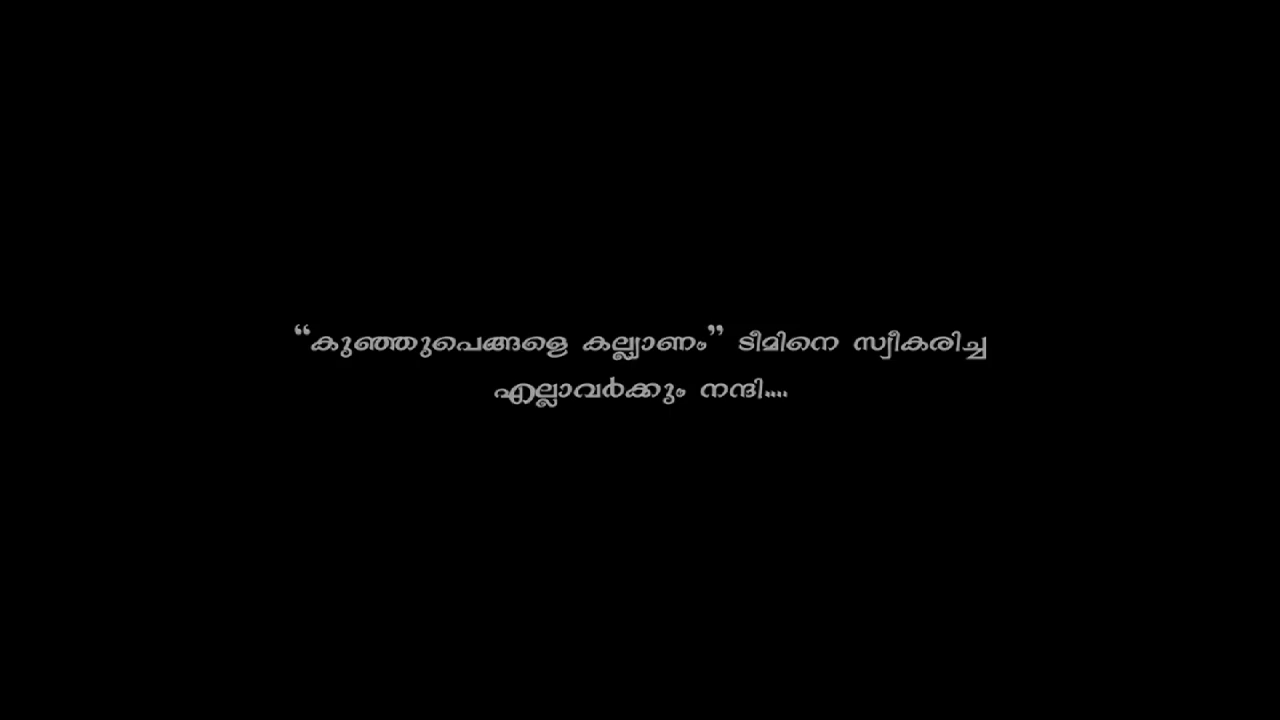 “കുഞ്ഞുപെങ്ങളെ കല്ല്യാണം” ടീമിനെ സ്വീകരിച്ച
എല്ലാവർക്കും നന്ദി....